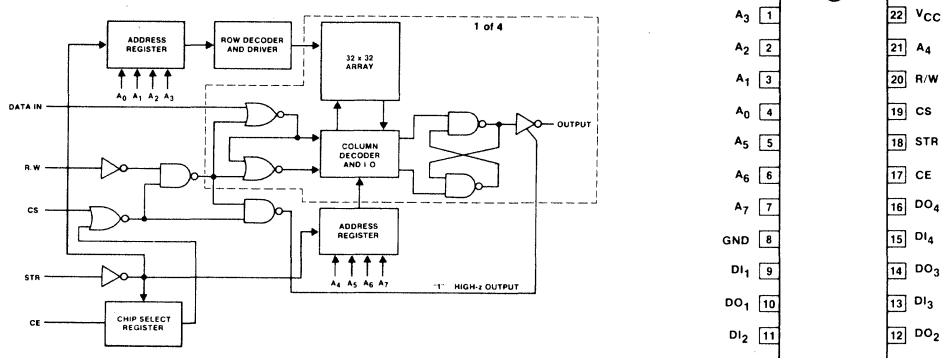 1 of 4
ADDRESS
REGISTER
ROW DECODER
AND DRIVER
32 x 32
ARRAY
A0 A1 A2 A3
DATA IN
OUTPUT
COLUMN
DECODER
AND I O
R.W
CS
ADDRESS
REGISTER
STR
A4 A5 A6 A7
"1" HIGH-z OUTPUT
CE
CHIP SELECT
REGISTER
A3 1
A2 2
A1 3
A0 4
A5 5
A6 6
A7 7
GND 8
DI1 9
DO1 10
DI2 11
22 VCC
21 A4
20 R/W
19 CS
18 STR
17 CE
16 DO4
15 DI4
14 DO3
13 DI3
12 DO2